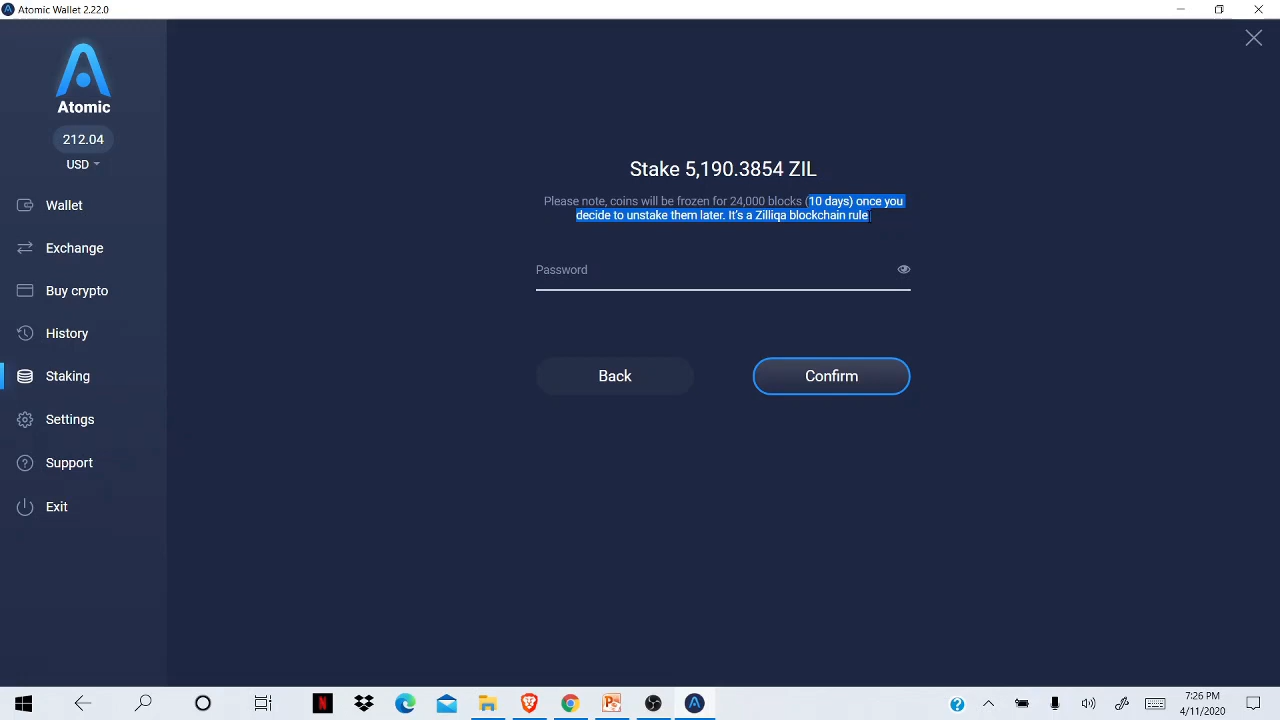 Atomic Wallet 2.22.0
Atomic
212.04
USD
Wallet
Exchange
Buy crypto
History
Staking
Settings
Support
Exit
Stake 5,190.3854 ZIL
Please note, coins will be frozen for 24,000 blocks (10 days) once you
decide to unstake them later. It's a Zilliqa blockchain rule
Password
Back
Confirm
7:26 PM
4/11/2020